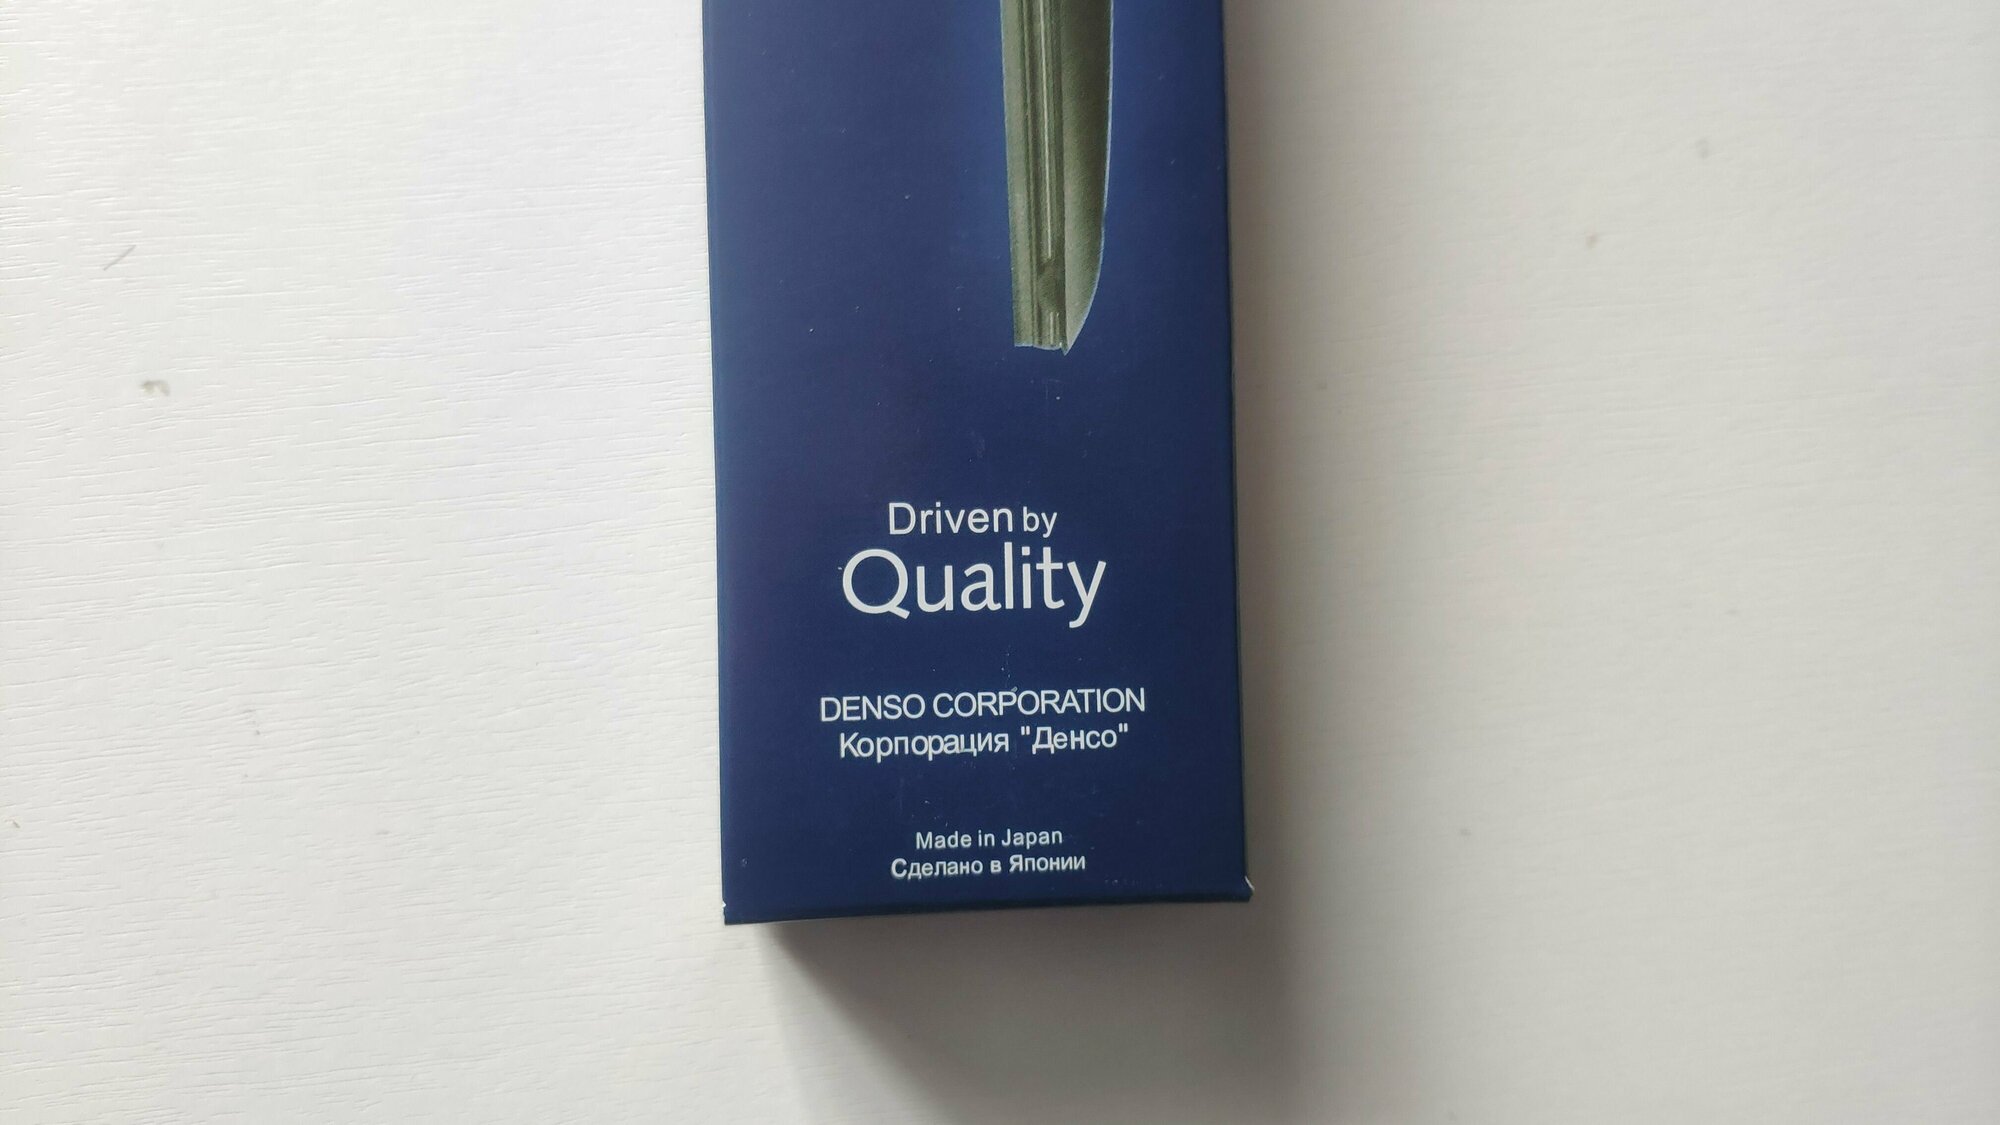 Driven by
Quality
DENSO CORPORATION
Корпорация "Денсо"
Made in Japan
Сделано в Японии